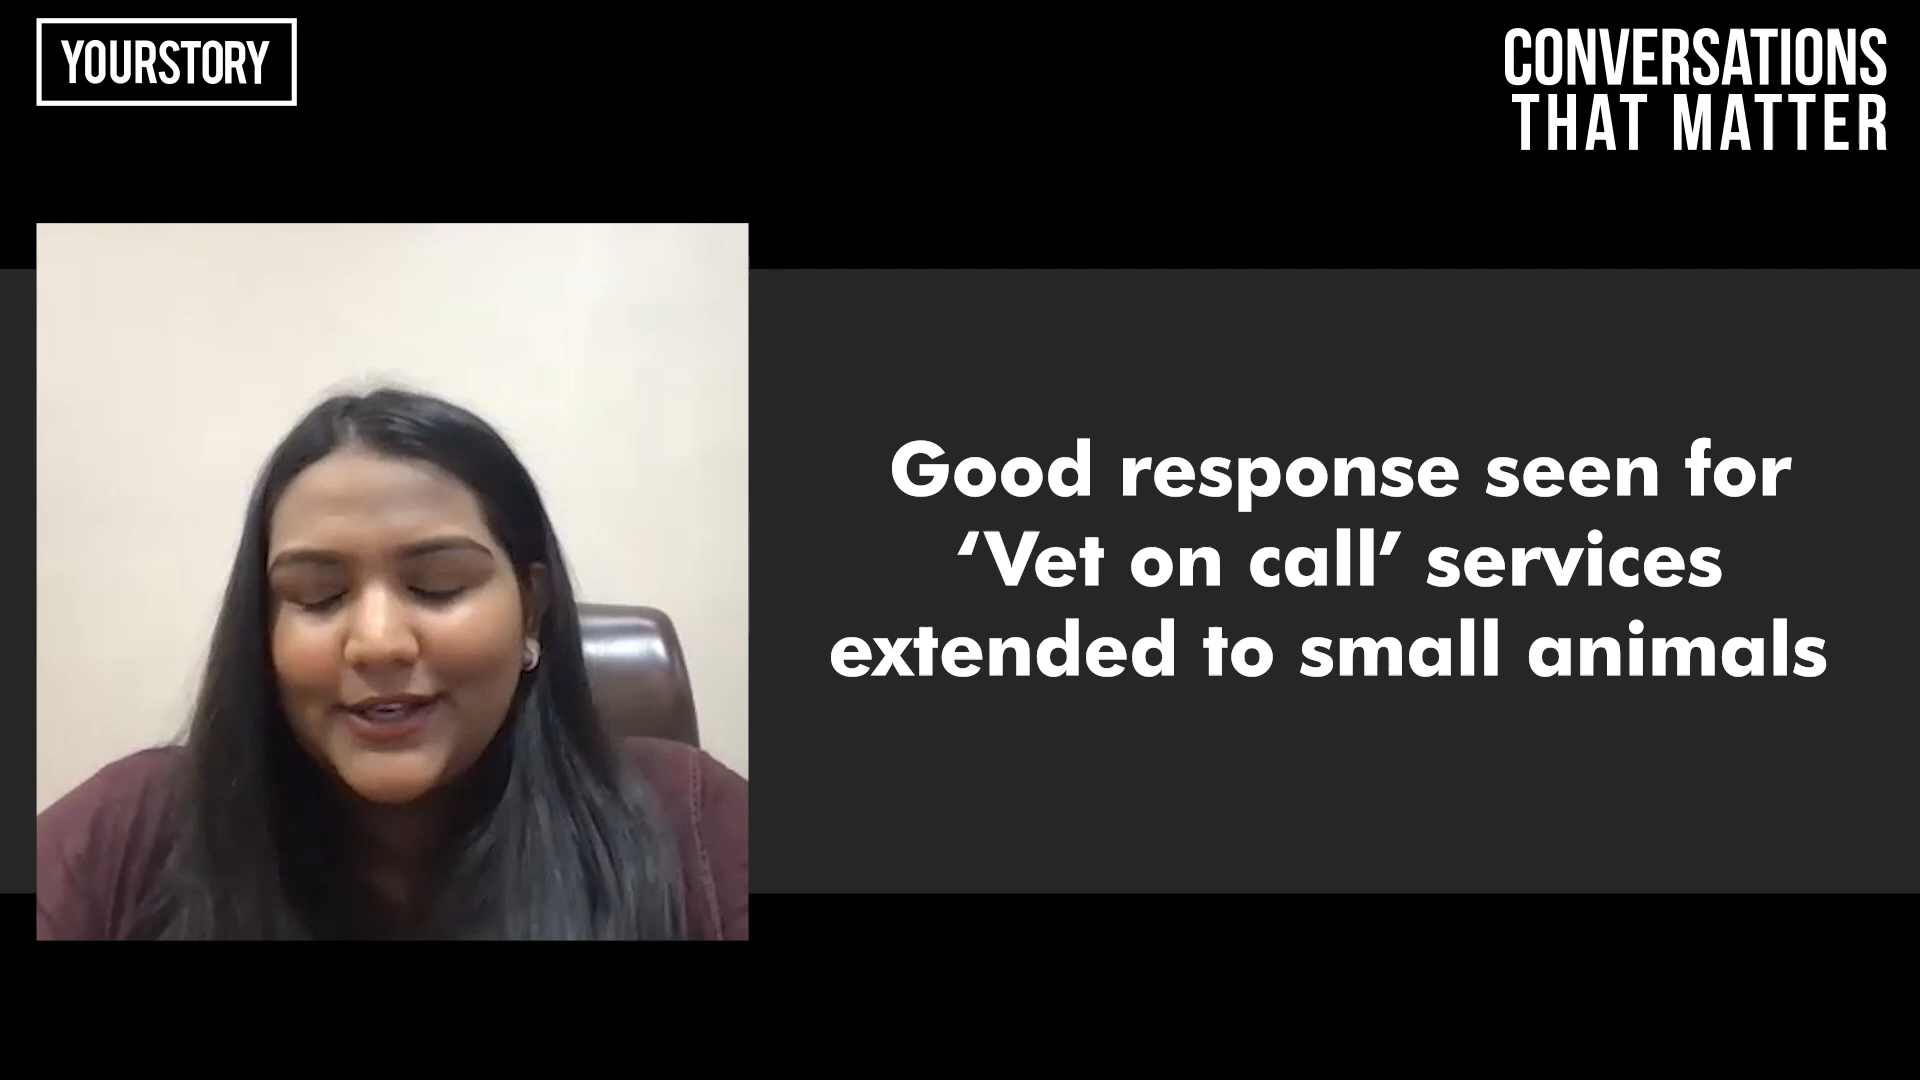 YOURSTORY
CONVERSATIONS
THAT MATTER
Good response seen for
‘Vet on call’ services
extended to small animals